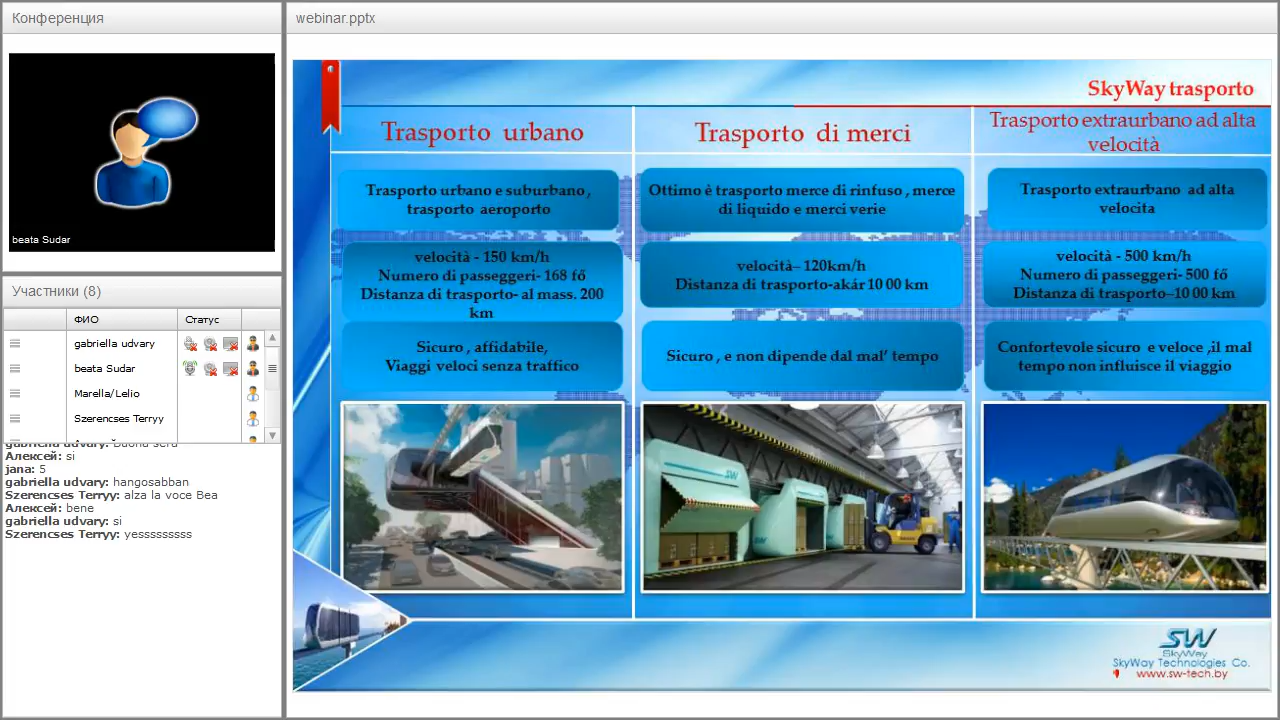 Конференция
beata Sudar
Участники (8)
ФИО
Статус
gabriella udvary
beata Sudar
Marella/Lelio
Szerencses Terryy
gabriella udvary: Buona sera
Алексей: si
jana: 5
gabriella udvary: hangosabban
Szerencses Terryy: alza la voce Bea
Алексей: bene
gabriella udvary: si
Szerencses Terryy: yesssssssss
webinar.pptx
SkyWay trasporto
Trasporto urbano
Trasporto urbano e suburbano ,
trasporto aeroporto
velocità - 150 km/h
Numero di passeggeri- 168 fő
Distanza di trasporto- al mass. 200
km
Sicuro , affidabile,
Viaggi veloci senza traffico
Trasporto di merci
Ottimo è trasporto merce di rinfuso , merce
di liquido e merci verie
velocità– 120km/h
Distanza di trasporto-akár 10 00 km
Sicuro , e non dipende dal mal’ tempo
SW
Trasporto extraurbano ad alta
velocità
Trasporto extraurbano ad alta
velocita
velocità - 500 km/h
Numero di passeggeri- 500 fő
Distanza di trasporto–10 00 km
Confortevole sicuro e veloce ,il mal
tempo non influisce il viaggio
SW
SkyWay
SkyWay Technologies Co.
www.sw-tech.by